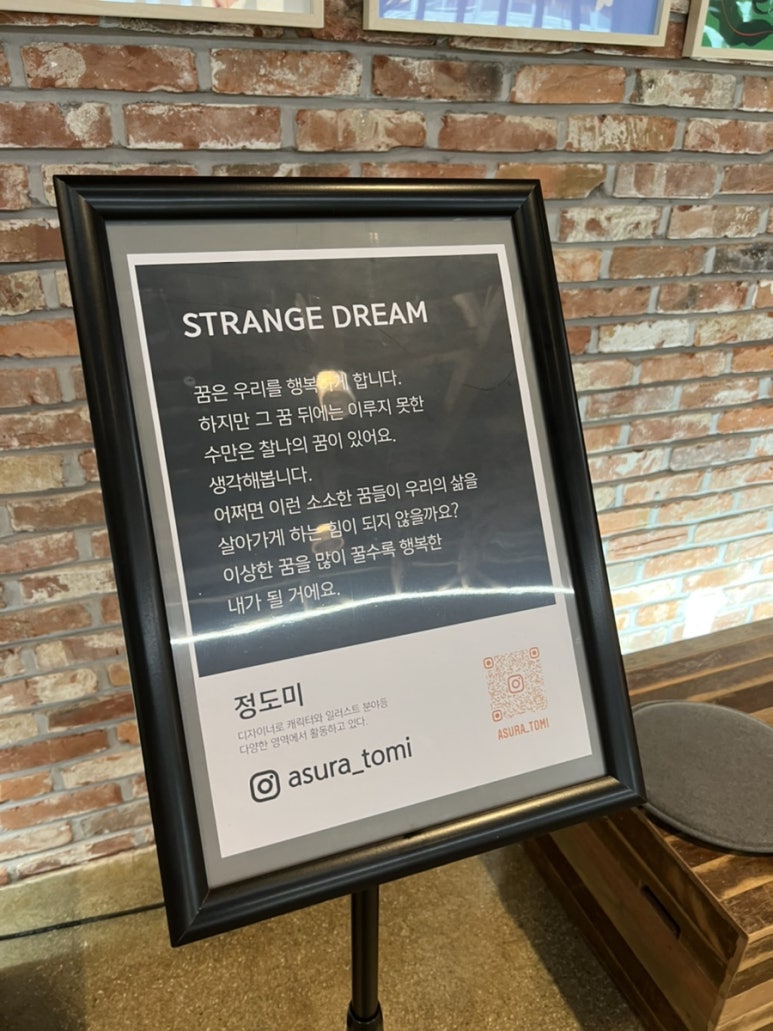 STRANGE DREAM
꿈은 우리를 행복하게 합니다.
하지만 그 꿈 뒤에는 이루지 못한
수만은 찰나의 꿈이 있어요.
생각해봅니다.
어쩌면 이런 소소한 꿈들이 우리의 삶을
살아가게 하는 힘이 되지 않을까요?
이상한 꿈을 많이 꿀수록 행복한
내가 될 거에요.
정도미
디자이너로 캐릭터와 일러스트 분야등
다양한 영역에서 활동하고 있다.
asura_tomi
ASURA_TOMI